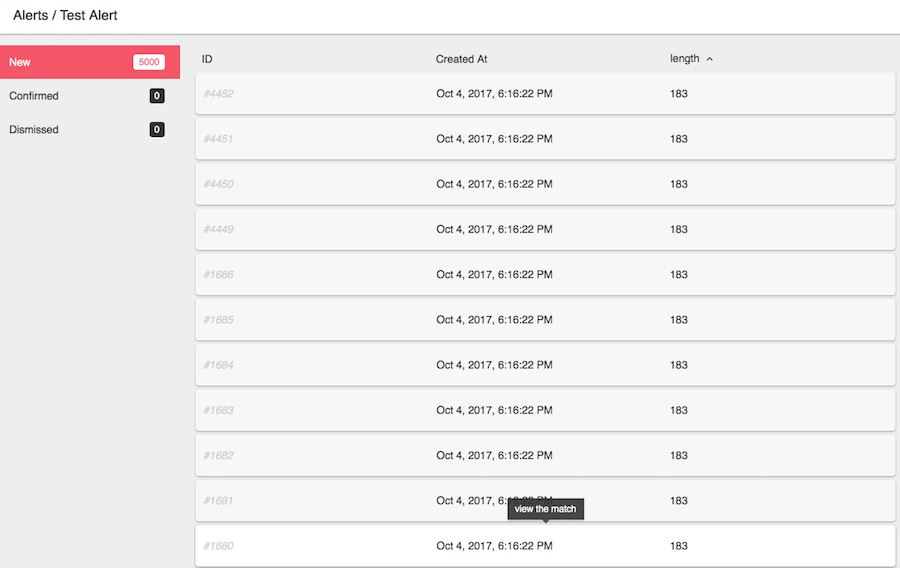 Alerts / Test Alert
New 5000
Confirmed 0
Dismissed 0
ID Created At length
#4452 Oct 4, 2017, 6:16:22 PM 183
#4451 Oct 4, 2017, 6:16:22 PM 183
#4450 Oct 4, 2017, 6:16:22 PM 183
#4449 Oct 4, 2017, 6:16:22 PM 183
#1686 Oct 4, 2017, 6:16:22 PM 183
#1685 Oct 4, 2017, 6:16:22 PM 183
#1684 Oct 4, 2017, 6:16:22 PM 183
#1683 Oct 4, 2017, 6:16:22 PM 183
#1682 Oct 4, 2017, 6:16:22 PM 183
#1681 Oct 4, 2017, 6:16:22 PM 183
view the match
#1680 Oct 4, 2017, 6:16:22 PM 183